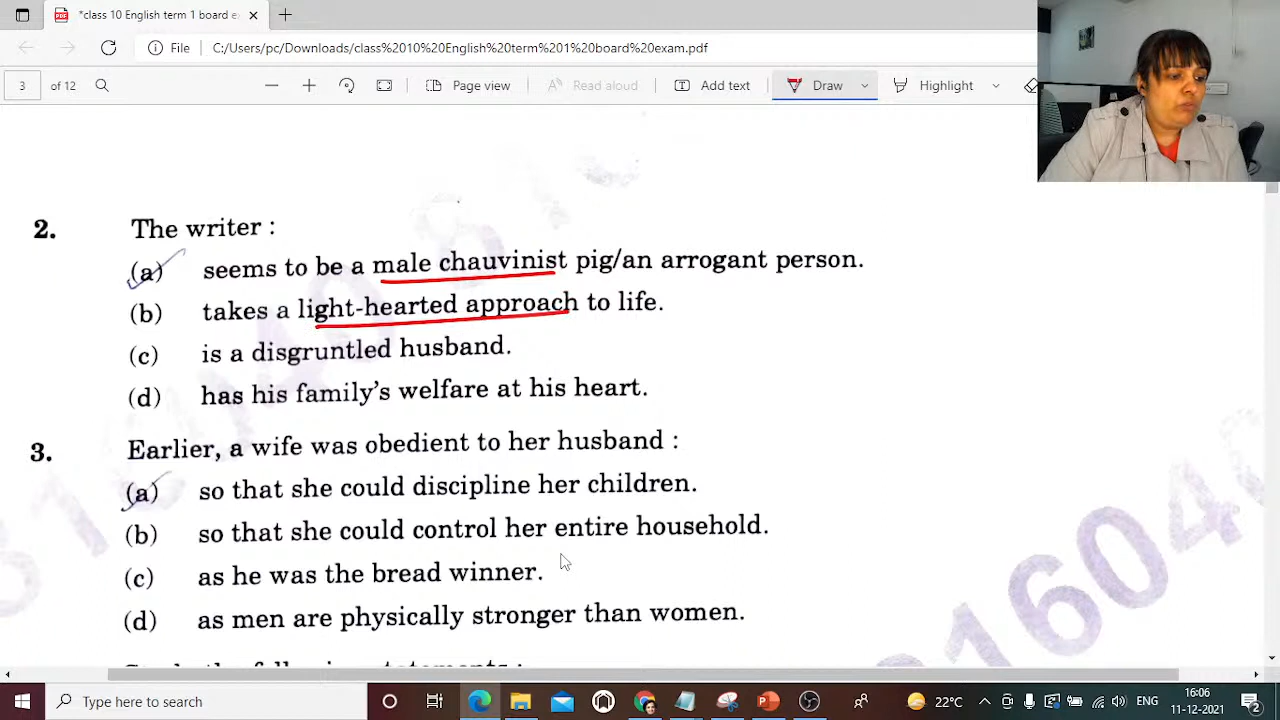 *class 10 English term 1 board e
File C:/Users/pc/Downloads/class%2010%20English%20term%201%20board%20exam.pdf
3 of 12 Page view Read aloud Add text Draw Highlight
2. The writer :
(a) seems to be a male chauvinist pig/an arrogant person.
(b) takes a light-hearted approach to life.
(c) is a disgruntled husband.
(d) has his family's welfare at his heart.
3. Earlier, a wife was obedient to her husband :
(a) so that she could discipline her children.
(b) so that she could control her entire household.
(c) as he was the bread winner.
(d) as men are physically stronger than women.
Type here to search
22°C
16:06
11-12-2021
2